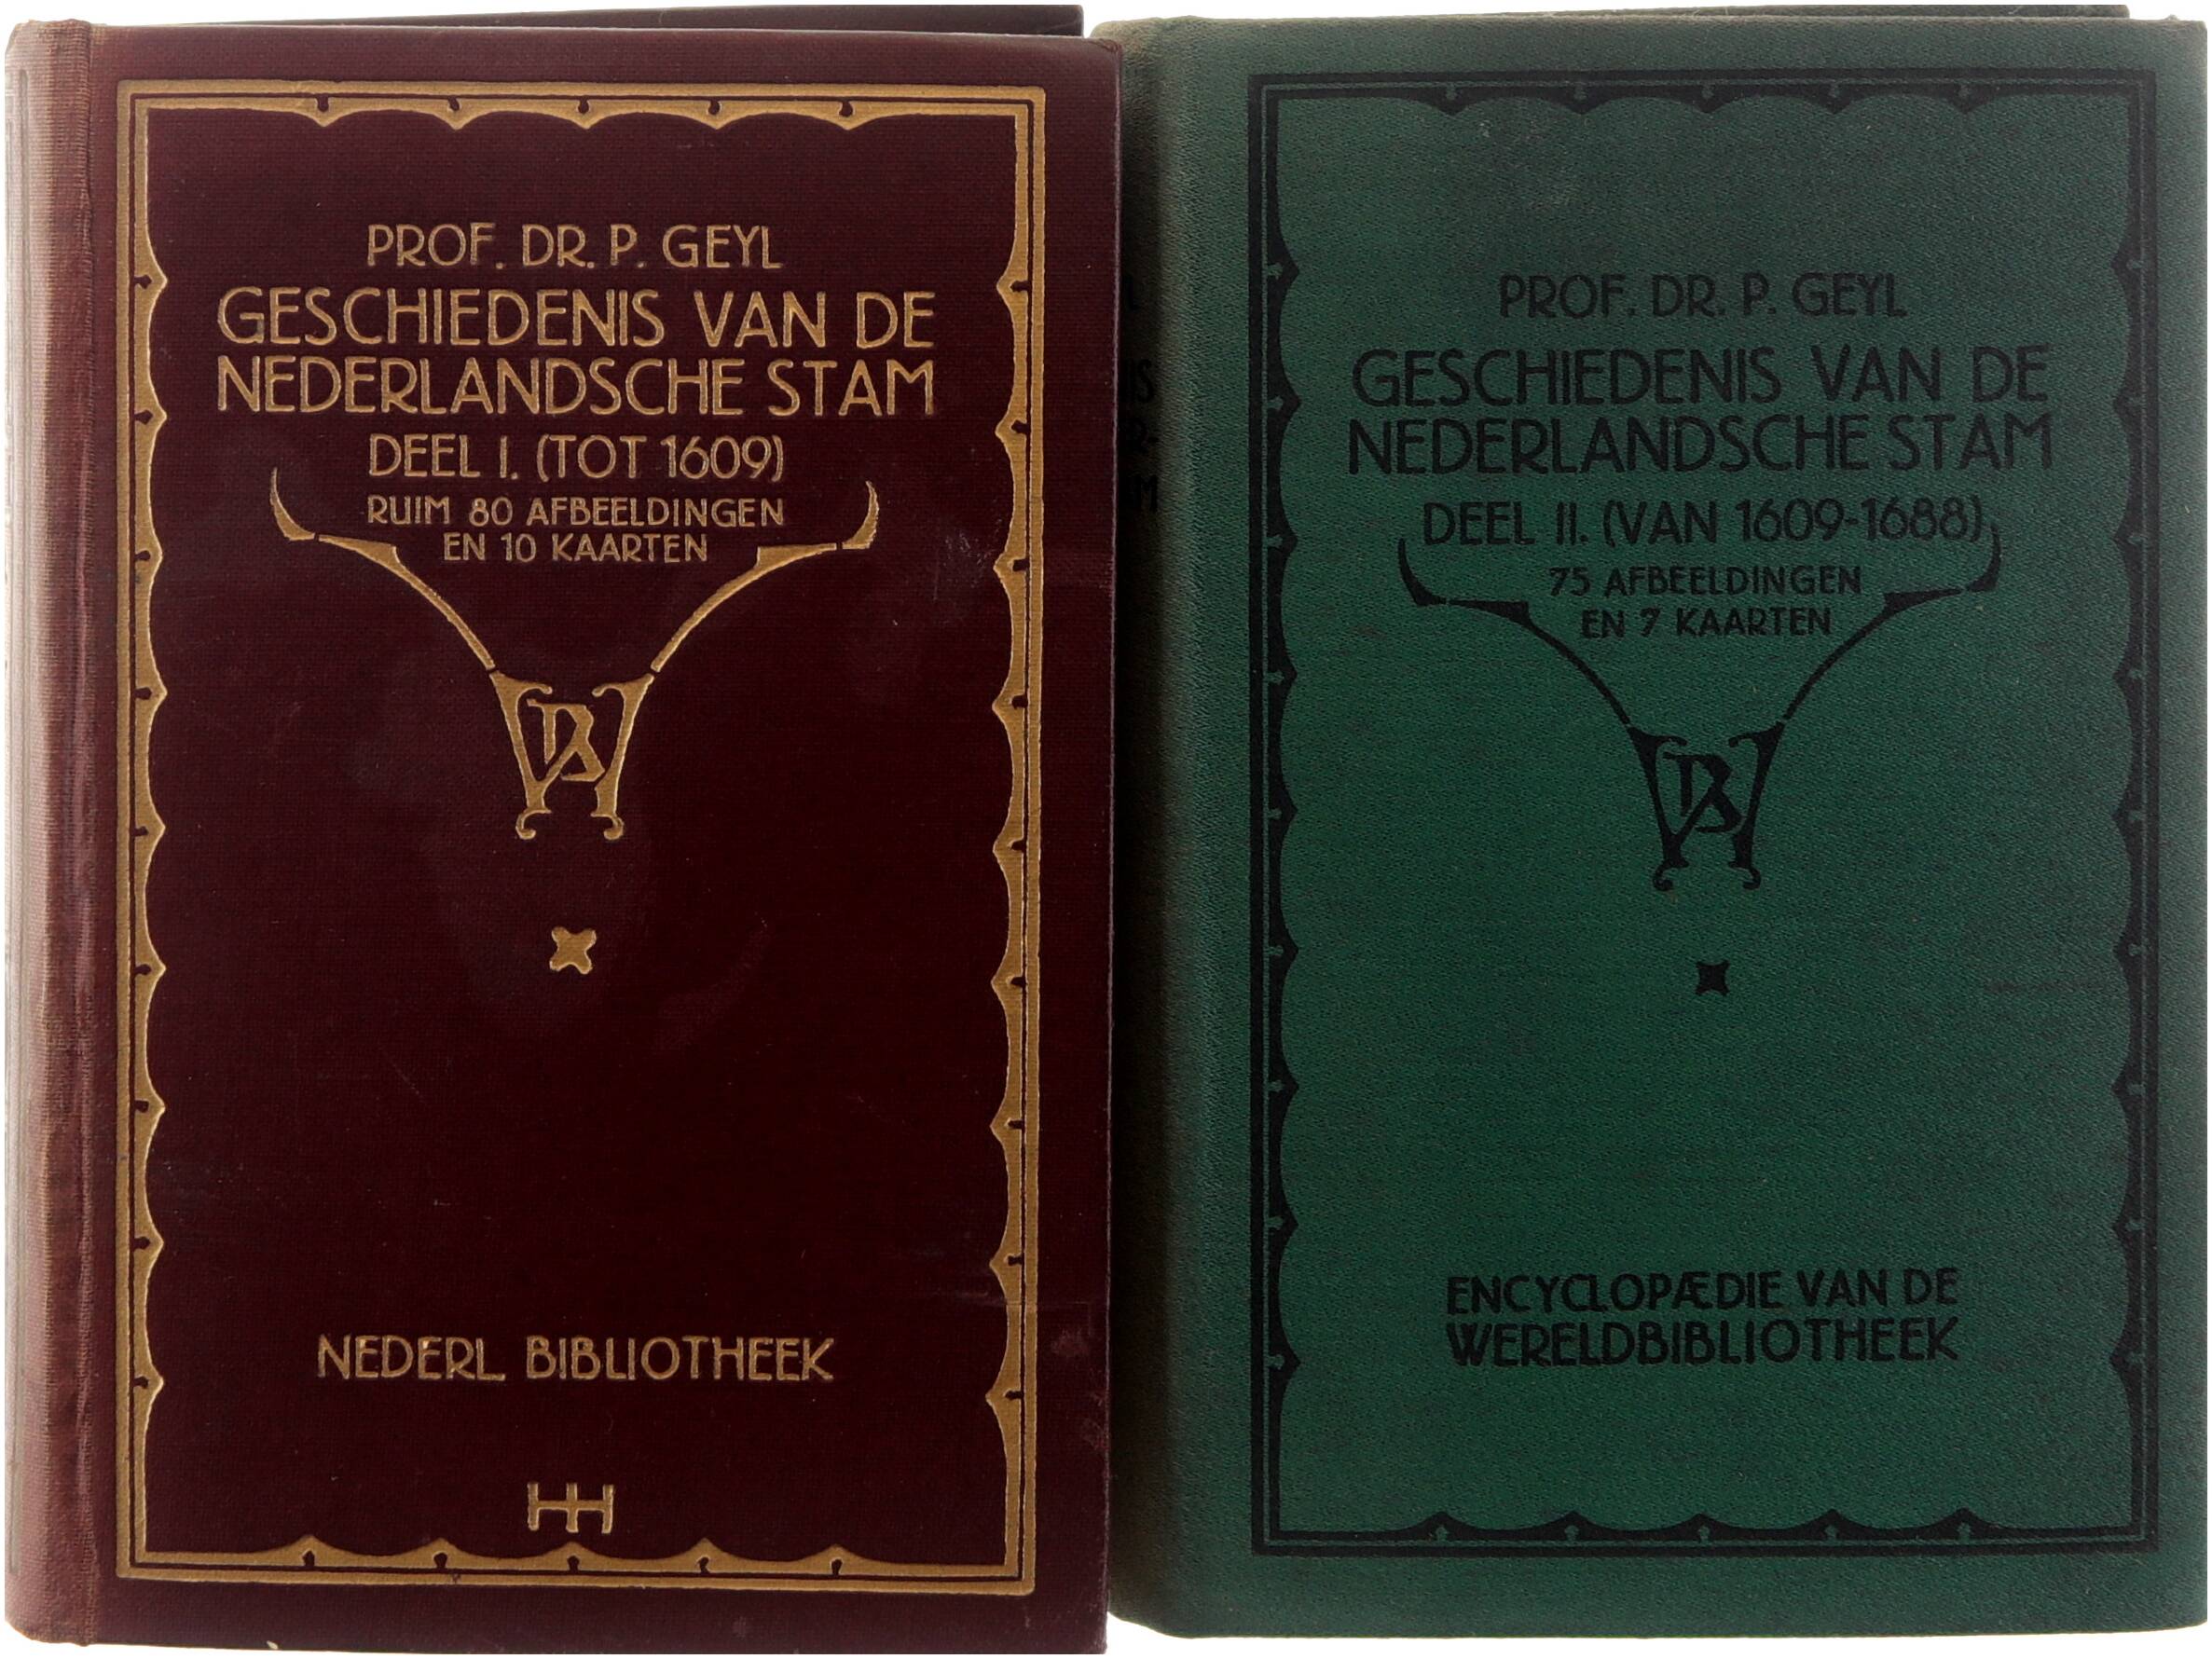 PROF. DR. P. GEYL
GESCHIEDENIS VAN DE
NEDERLANDSCHE STAM
DEEL I. (TOT 1609)
RUIM 80 AFBEELDINGEN
EN 10 KAARTEN
NEDERL. BIBLIOTHEEK
PROF. DR. P. GEYL
GESCHIEDENIS VAN DE
NEDERLANDSCHE STAM
DEEL II. (VAN 1609-1688)
75 AFBEELDINGEN
EN 7 KAARTEN
ENCYCLOPÆDIE VAN DE
WERELDBIBLIOTHEEK